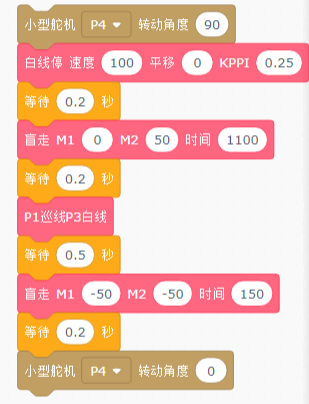 小型舵机 P4 转动角度 90
白线停 速度 100 平移 0 KPPI 0.25
等待 0.2 秒
盲走 M1 0 M2 50 时间 1100
等待 0.2 秒
P1巡线P3白线
等待 0.5 秒
盲走 M1 -50 M2 -50 时间 150
等待 0.2 秒
小型舵机 P4 转动角度 0